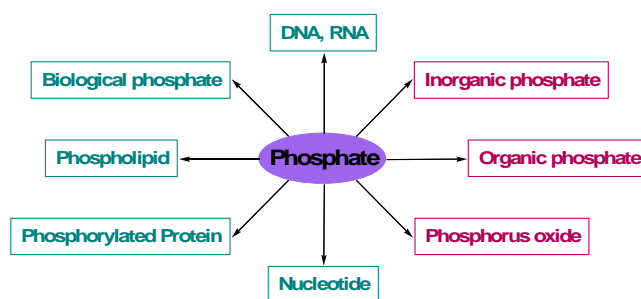 DNA, RNA
Biological phosphate
Inorganic phosphate
Phospholipid
Phosphate
Organic phosphate
Phosphorylated Protein
Phosphorus oxide
Nucleotide